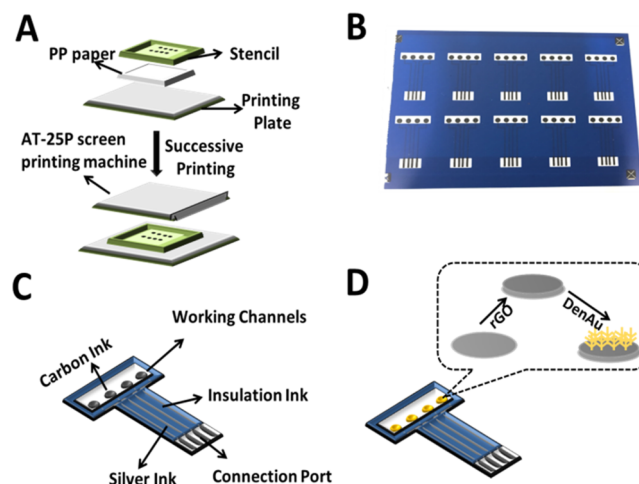 A
PP paper
Stencil
Printing
Plate
AT-25P screen
printing machine
Successive
Printing
B
C
Working Channels
Carbon Ink
Insulation Ink
Silver Ink
Connection Port
D
rGO
DenAu